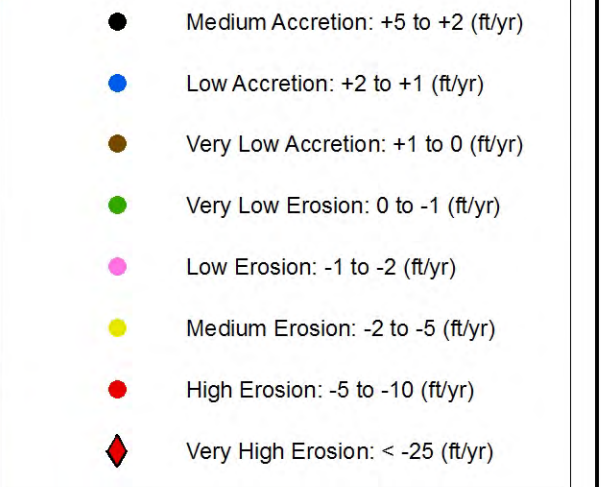 Medium Accretion: +5 to +2 (ft/yr)
Low Accretion: +2 to +1 (ft/yr)
Very Low Accretion: +1 to 0 (ft/yr)
Very Low Erosion: 0 to -1 (ft/yr)
Low Erosion: -1 to -2 (ft/yr)
Medium Erosion: -2 to -5 (ft/yr)
High Erosion: -5 to -10 (ft/yr)
Very High Erosion: < -25 (ft/yr)